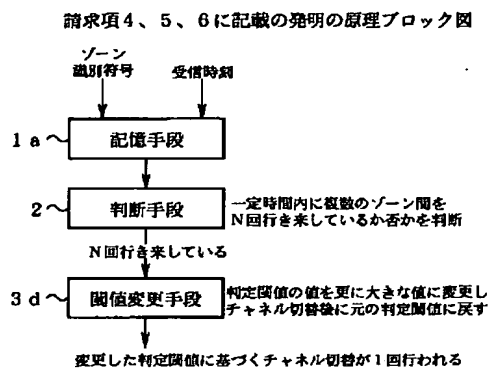 請求項4、5、6に記載の発明の原理ブロック図
ゾーン
識別符号
受信時刻
1a
記憶手段
2
判断手段
一定時間内に複数のゾーン間を
N回行き来しているか否かを判断
N回行き来している
3d
閾値変更手段
判定閾値の値を更に大きな値に変更し
チャネル切替後に元の判定閾値に戻す
変更した判定閾値に基づくチャネル切替が1回行われる